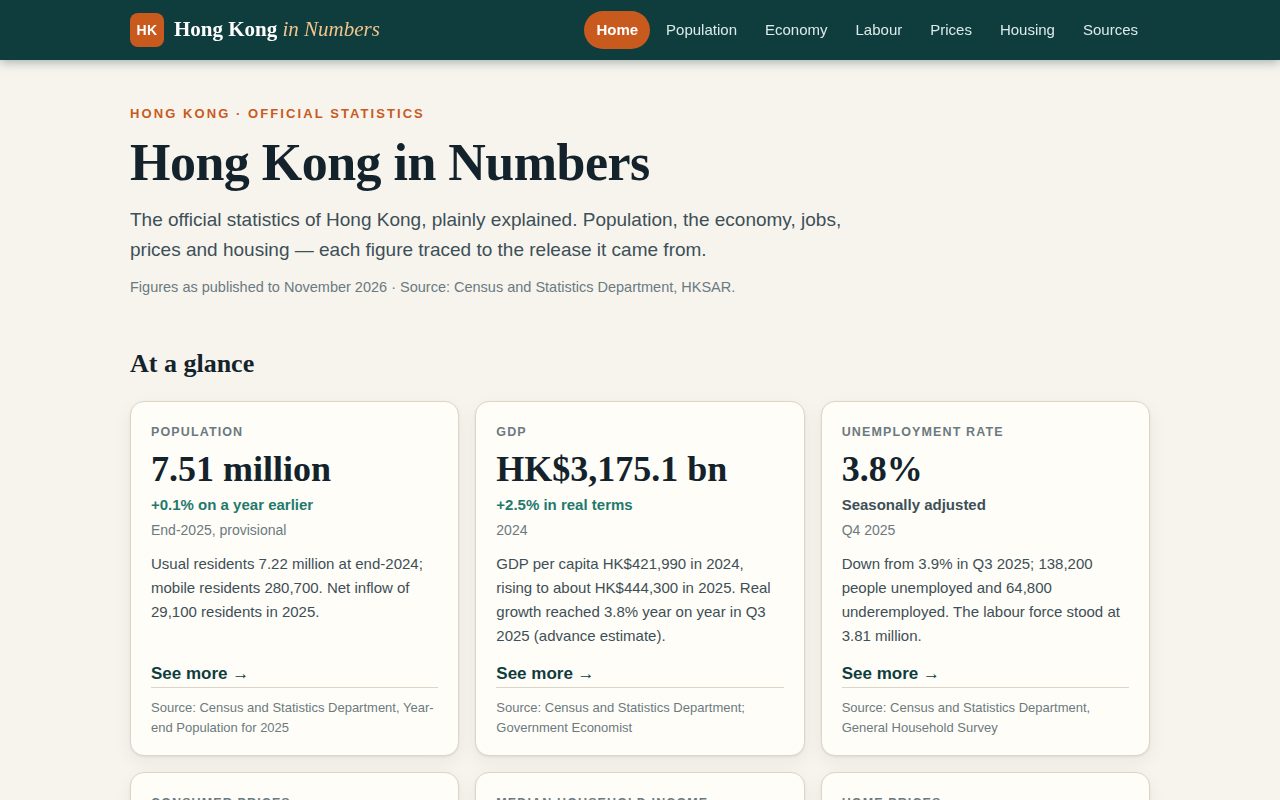 HK Hong Kong in Numbers
Home Population Economy Labour Prices Housing Sources
HONG KONG · OFFICIAL STATISTICS
Hong Kong in Numbers
The official statistics of Hong Kong, plainly explained. Population, the economy, jobs,
prices and housing — each figure traced to the release it came from.
Figures as published to November 2026 · Source: Census and Statistics Department, HKSAR.
At a glance
POPULATION
7.51 million
+0.1% on a year earlier
End-2025, provisional
Usual residents 7.22 million at end-2024;
mobile residents 280,700. Net inflow of
29,100 residents in 2025.
See more →
Source: Census and Statistics Department, Year-
end Population for 2025
GDP
HK$3,175.1 bn
+2.5% in real terms
2024
GDP per capita HK$421,990 in 2024,
rising to about HK$444,300 in 2025. Real
growth reached 3.8% year on year in Q3
2025 (advance estimate).
See more →
Source: Census and Statistics Department;
Government Economist
UNEMPLOYMENT RATE
3.8%
Seasonally adjusted
Q4 2025
Down from 3.9% in Q3 2025; 138,200
people unemployed and 64,800
underemployed. The labour force stood at
3.81 million.
See more →
Source: Census and Statistics Department,
General Household Survey
CONSUMER PRICES
MEDIAN HOUSEHOLD INCOME
HOME PRICES